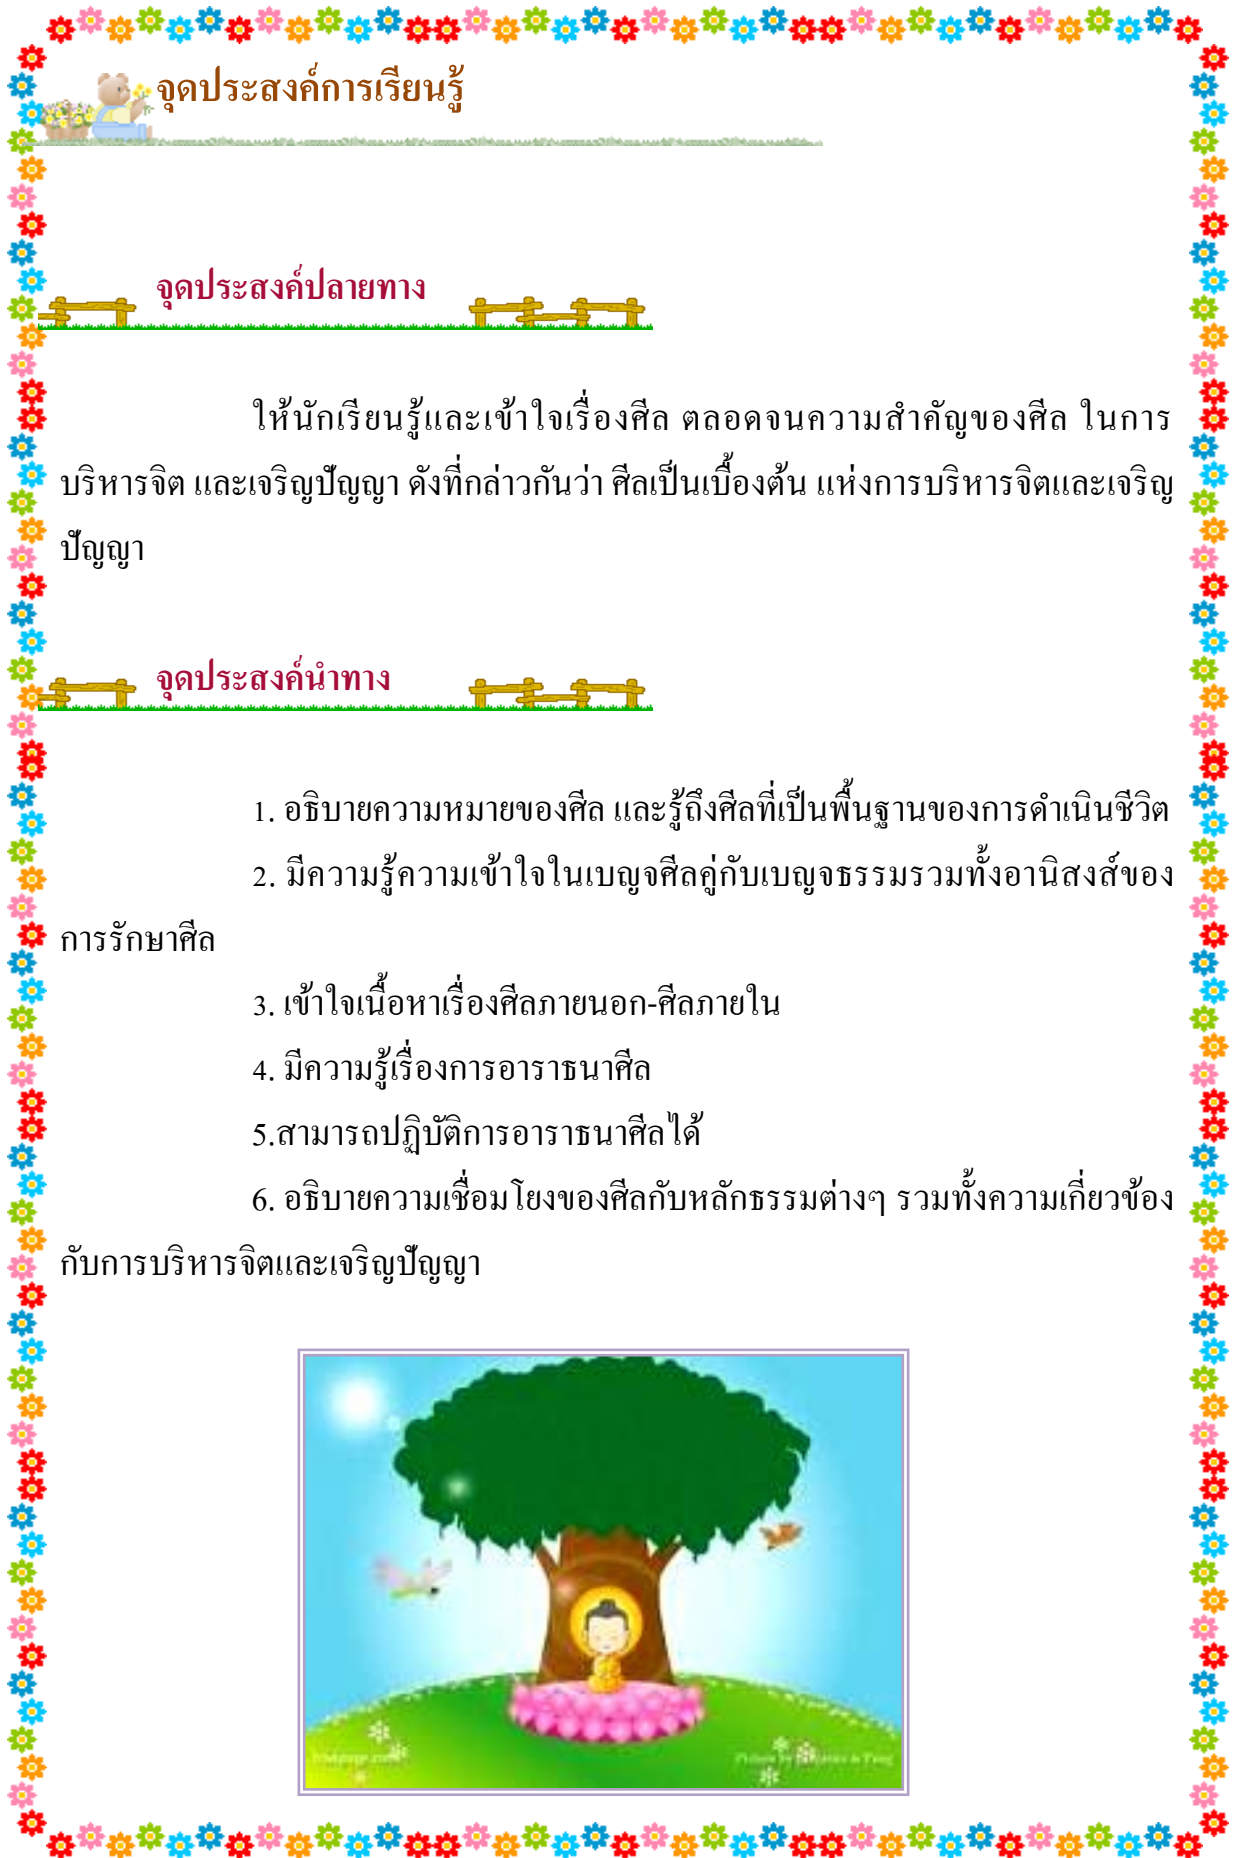 จุดประสงค์การเรียนรู้
จุดประสงค์ปลายทาง
ให้นักเรียนรู้และเข้าใจเรื่องศีล ตลอดจนความสำคัญของศีล ในการ
บริหารจิต และเจริญปัญญา ดังที่กล่าวกันว่า ศีลเป็นเบื้องต้น แห่งการบริหารจิตและเจริญ
ปัญญา
จุดประสงค์นำทาง
1. อธิบายความหมายของศีล และรู้ถึงศีลที่เป็นพื้นฐานของการดำเนินชีวิต
2. มีความรู้ความเข้าใจในเบญจศีลคู่กับเบญจธรรมรวมทั้งอานิสงส์ของ
การรักษาศีล
3. เข้าใจเนื้อหาเรื่องศีลภายนอก-ศีลภายใน
4. มีความรู้เรื่องการอาราธนาศีล
5.สามารถปฏิบัติการอาราธนาศีลได้
6. อธิบายความเชื่อมโยงของศีลกับหลักธรรมต่างๆ รวมทั้งความเกี่ยวข้อง
กับการบริหารจิตและเจริญปัญญา